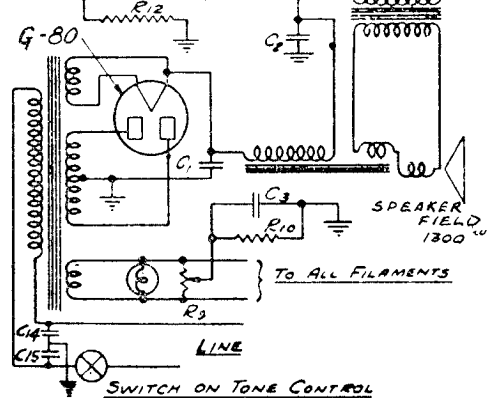 R12
G-80
C2
C1
C3
R10
SPEAKER
FIELD
1300 ω
TO ALL FILAMENTS
R9
C14
LINE
C15
SWITCH ON TONE CONTROL